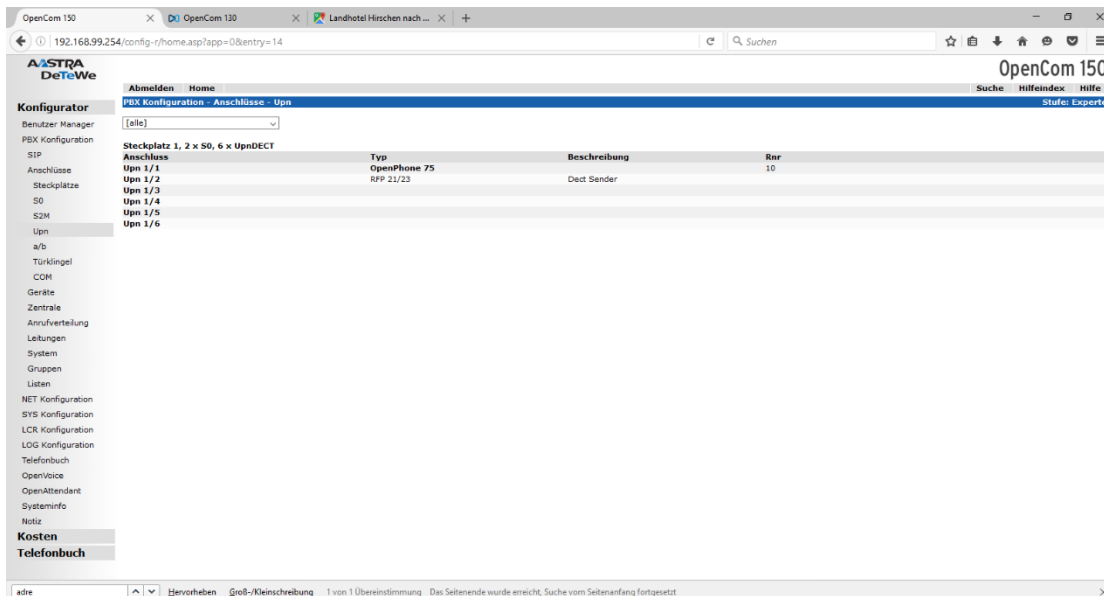 OpenCom 150
OpenCom 130
Landhotel Hirschen nach ...
192.168.99.254/config-r/home.asp?app=0&entry=14
Suchen
AASTRA
DeTeWe
OpenCom 150
Abmelden Home
Suche Hilfeindex Hilfe
Konfigurator
PBX Konfiguration - Anschlüsse - Upn
Stufe: Experte
Benutzer Manager
[alle]
PBX Konfiguration
SIP
Steckplatz 1, 2 x S0, 6 x UpnDECT
Anschluss Typ Beschreibung Rnr
Upn 1/1 OpenPhone 75 10
Upn 1/2 RFP 21/23 Dect Sender
Upn 1/3
Upn 1/4
Upn 1/5
Upn 1/6
Anschlüsse
Steckplätze
S0
S2M
Upn
a/b
Türklingel
COM
Geräte
Zentrale
Anrufverteilung
Leitungen
System
Gruppen
Listen
NET Konfiguration
SYS Konfiguration
LCR Konfiguration
LOG Konfiguration
Telefonbuch
OpenVoice
OpenAttendant
Systeminfo
Notiz
Kosten
Telefonbuch
adre
Hervorheben Groß-/Kleinschreibung 1 von 1 Übereinstimmung Das Seitenende wurde erreicht, Suche vom Seitenanfang fortgesetzt